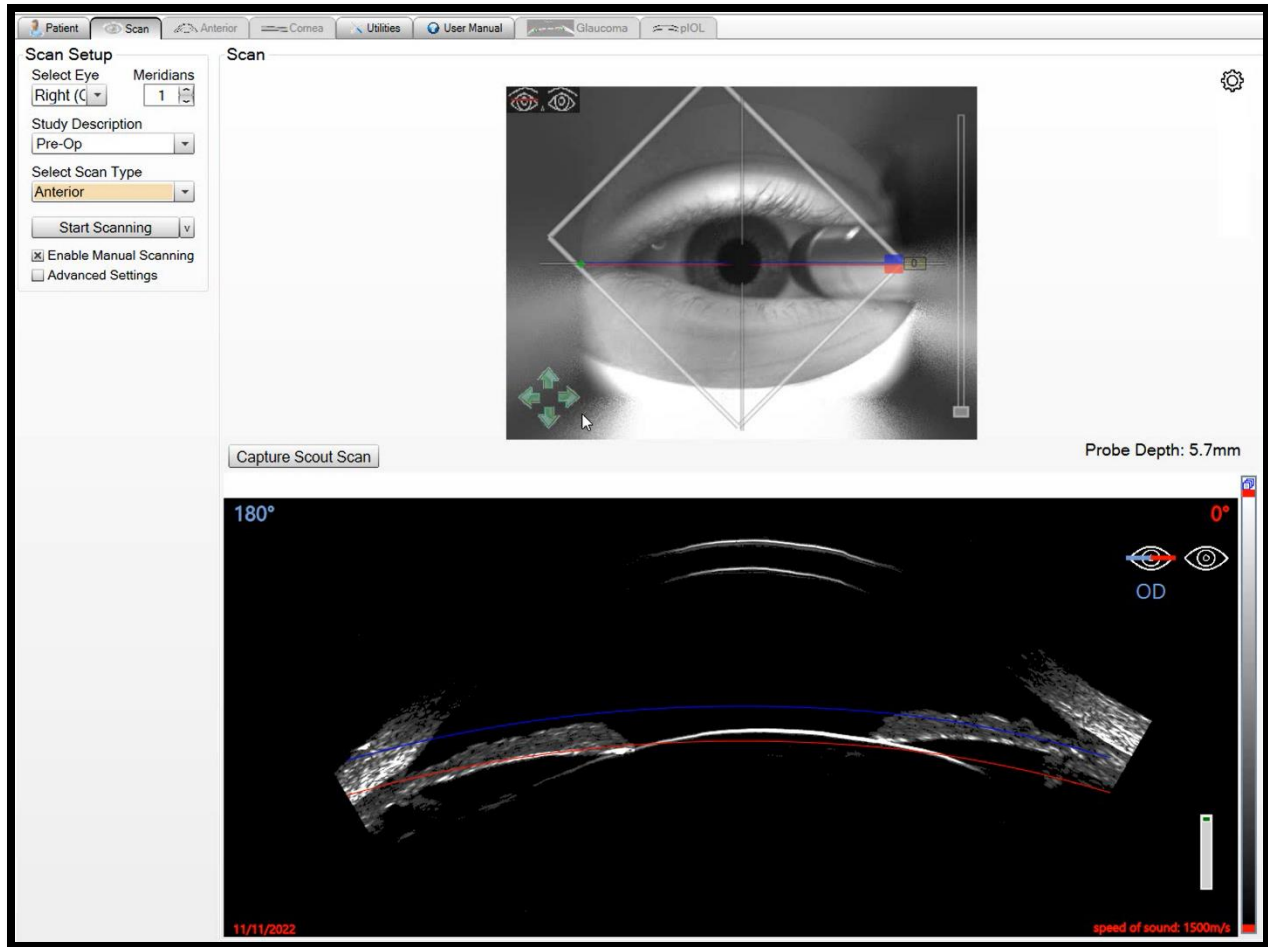 Patient
Scan
Anterior
Cornea
Utilities
User Manual
Glaucoma
pIOL
Scan Setup
Select Eye Meridians
Right (C 1
Study Description
Pre-Op
Select Scan Type
Anterior
Start Scanning v
Enable Manual Scanning
Advanced Settings
Scan
0
Capture Scout Scan
Probe Depth: 5.7mm
180°
0°
OD
11/11/2022
speed of sound: 1500m/s